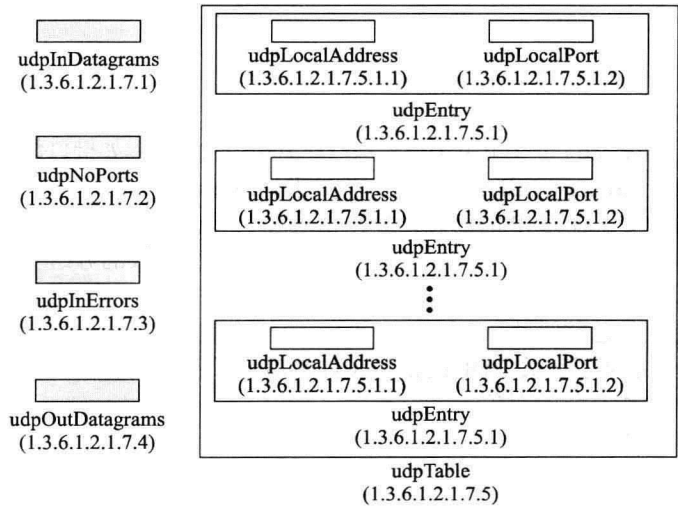 udpInDatagrams
(1.3.6.1.2.1.7.1)
udpNoPorts
(1.3.6.1.2.1.7.2)
udpInErrors
(1.3.6.1.2.1.7.3)
udpOutDatagrams
(1.3.6.1.2.1.7.4)
udpLocalAddress udpLocalPort
(1.3.6.1.2.1.7.5.1.1) (1.3.6.1.2.1.7.5.1.2)
udpEntry
(1.3.6.1.2.1.7.5.1)
udpLocalAddress udpLocalPort
(1.3.6.1.2.1.7.5.1.1) (1.3.6.1.2.1.7.5.1.2)
udpEntry
(1.3.6.1.2.1.7.5.1)
udpLocalAddress udpLocalPort
(1.3.6.1.2.1.7.5.1.1) (1.3.6.1.2.1.7.5.1.2)
udpEntry
(1.3.6.1.2.1.7.5.1)
udpTable
(1.3.6.1.2.1.7.5)